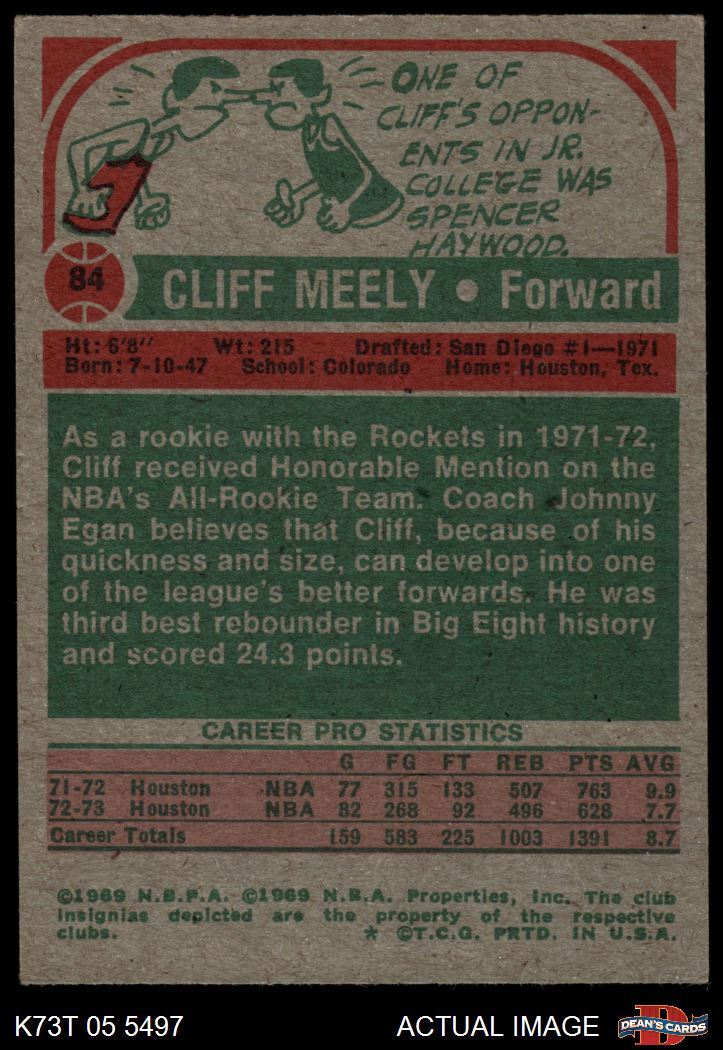 ONE OF
CLIFF'S OPPON-
ENTS IN JR.
COLLEGE WAS
SPENCER
HAYWOOD.
84
CLIFF MEELY • Forward
Ht: 6'8'' Wt: 215 Drafted: San Diego #1—1971
Born: 7-10-47 School: Colorado Home: Houston, Tex.
As a rookie with the Rockets in 1971-72,
Cliff received Honorable Mention on the
NBA's All-Rookie Team. Coach Johnny
Egan believes that Cliff, because of his
quickness and size, can develop into one
of the league's better forwards. He was
third best rebounder in Big Eight history
and scored 24.3 points.
CAREER PRO STATISTICS
G FG FT REB PTS AVG
71-72 Houston NBA 77 315 133 507 763 9.9
72-73 Houston NBA 82 268 92 496 628 7.7
Career Totals 159 583 225 1003 1391 8.7
©1969 N.B.P.A. ©1969 N.B.A. Properties, Inc. The club
insignias depicted are the property of the respective
clubs. * ©T.C.G. PRTD. IN U.S.A.
K73T 05 5497 ACTUAL IMAGE D DEAN'S CARDS